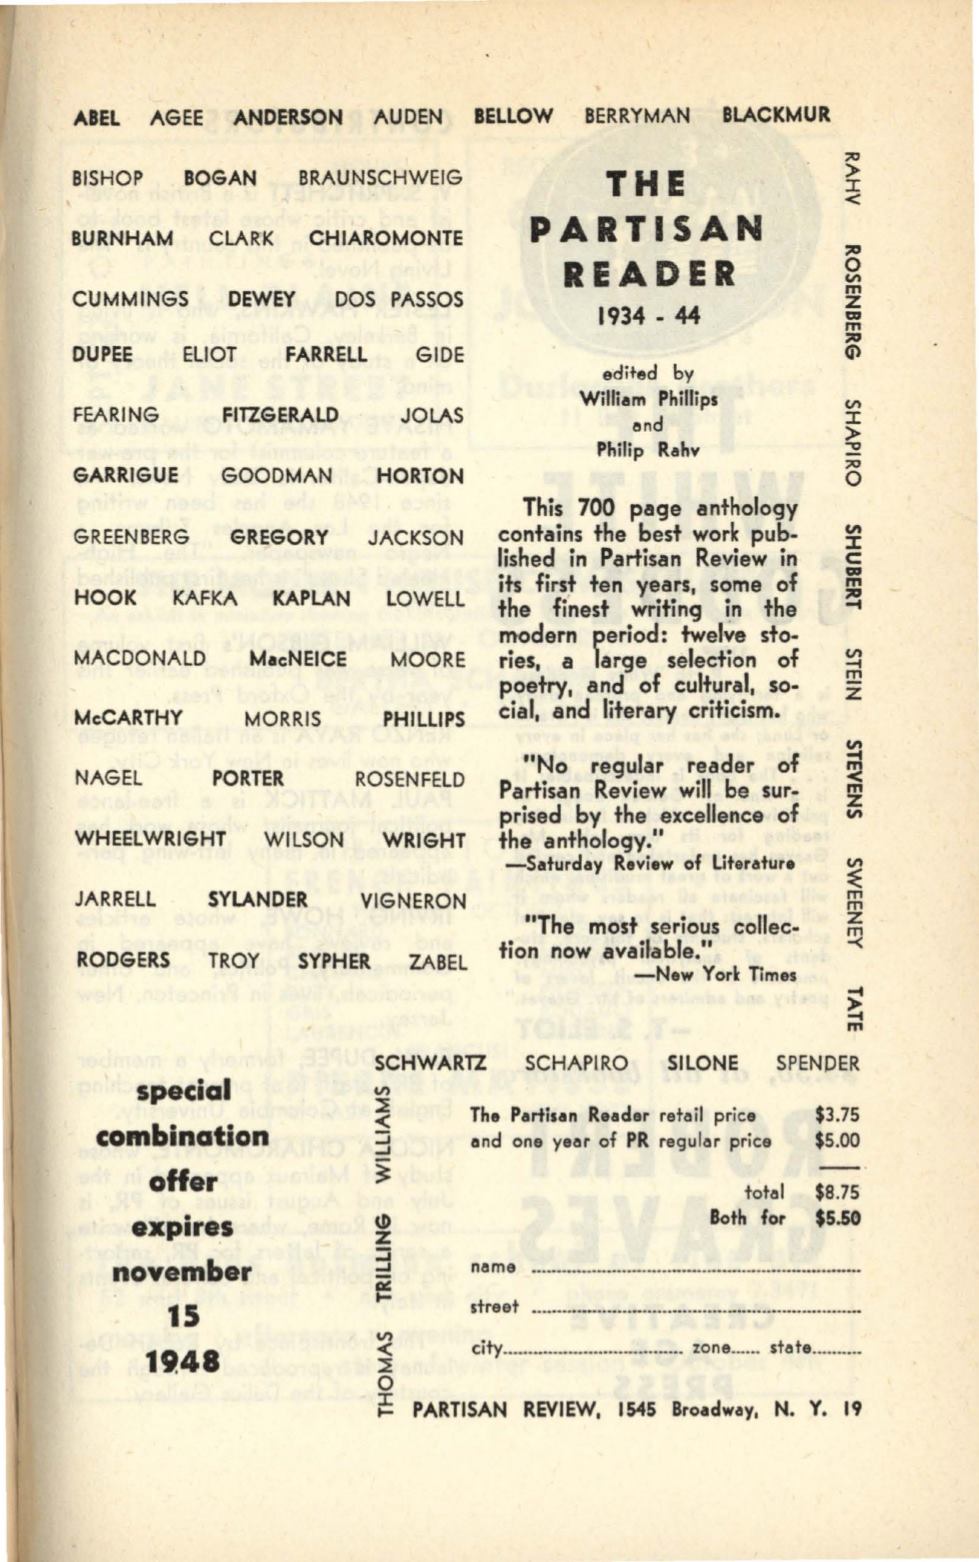 ABEL AGEE ANDERSON AUDEN BELLOW BERRYMAN BLACKMUR
BISHOP BOGAN BRAUNSCHWEIG
BURNHAM CLARK CHIAROMONTE
CUMMINGS DEWEY DOS PASSOS
DUPEE ELIOT FARRELL GIDE
FEARING FITZGERALD JOLAS
GARRIGUE GOODMAN HORTON
GREENBERG GREGORY JACKSON
HOOK KAFKA KAPLAN LOWELL
MACDONALD MacNEICE MOORE
McCARTHY MORRIS PHILLIPS
NAGEL PORTER ROSENFELD
WHEELWRIGHT WILSON WRIGHT
JARRELL SYLANDER VIGNERON
RODGERS TROY SYPHER ZABEL
THE
PARTISAN
READER
1934 - 44
edited by
William Phillips
and
Philip Rahv
This 700 page anthology
contains the best work pub-
lished in Partisan Review in
its first ten years, some of
the finest writing in the
modern period: twelve sto-
ries, a large selection of
poetry, and of cultural, so-
cial, and literary criticism.
"No regular reader of
Partisan Review will be sur-
prised by the excellence of
the anthology."
—Saturday Review of Literature
"The most serious collec-
tion now available."
—New York Times
RAHV ROSENBERG SHAPIRO SHUBERT STEIN STEVENS SWEENEY TATE
SCHWARTZ SCHAPIRO SILONE SPENDER
THOMAS TRILLING WILLIAMS
special
combination
offer
expires
november
15
1948
The Partisan Reader retail price $3.75
and one year of PR regular price $5.00
total $8.75
Both for $5.50
name
street
city zone state
PARTISAN REVIEW, 1545 Broadway, N. Y. 19